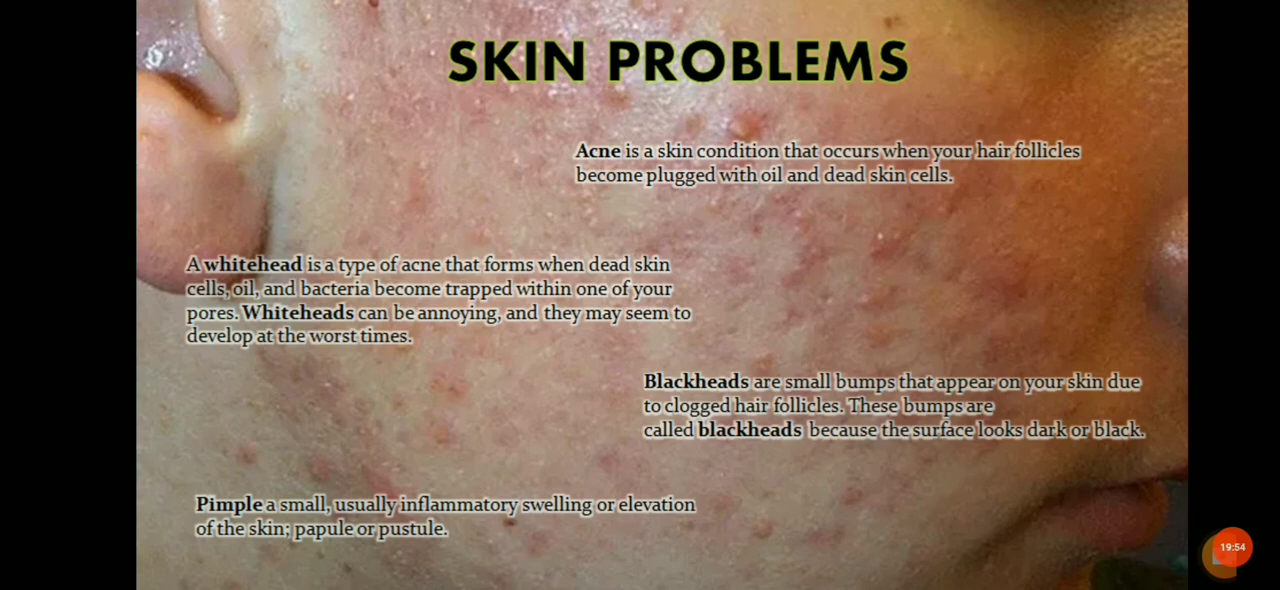 SKIN PROBLEMS
Acne is a skin condition that occurs when your hair follicles
become plugged with oil and dead skin cells.
A whitehead is a type of acne that forms when dead skin
cells, oil, and bacteria become trapped within one of your
pores. Whiteheads can be annoying, and they may seem to
develop at the worst times.
Blackheads are small bumps that appear on your skin due
to clogged hair follicles. These bumps are
called blackheads because the surface looks dark or black.
Pimple a small, usually inflammatory swelling or elevation
of the skin; papule or pustule.
19:54